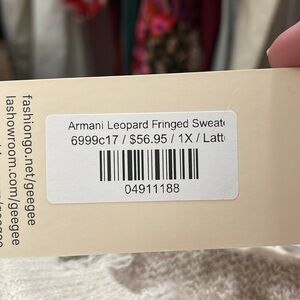 Armani Leopard Fringed Sweate
6999c17 / $56.95 / 1X / Latte
04911188
fashiongo.net/geegee
lashowroom.com/geegee